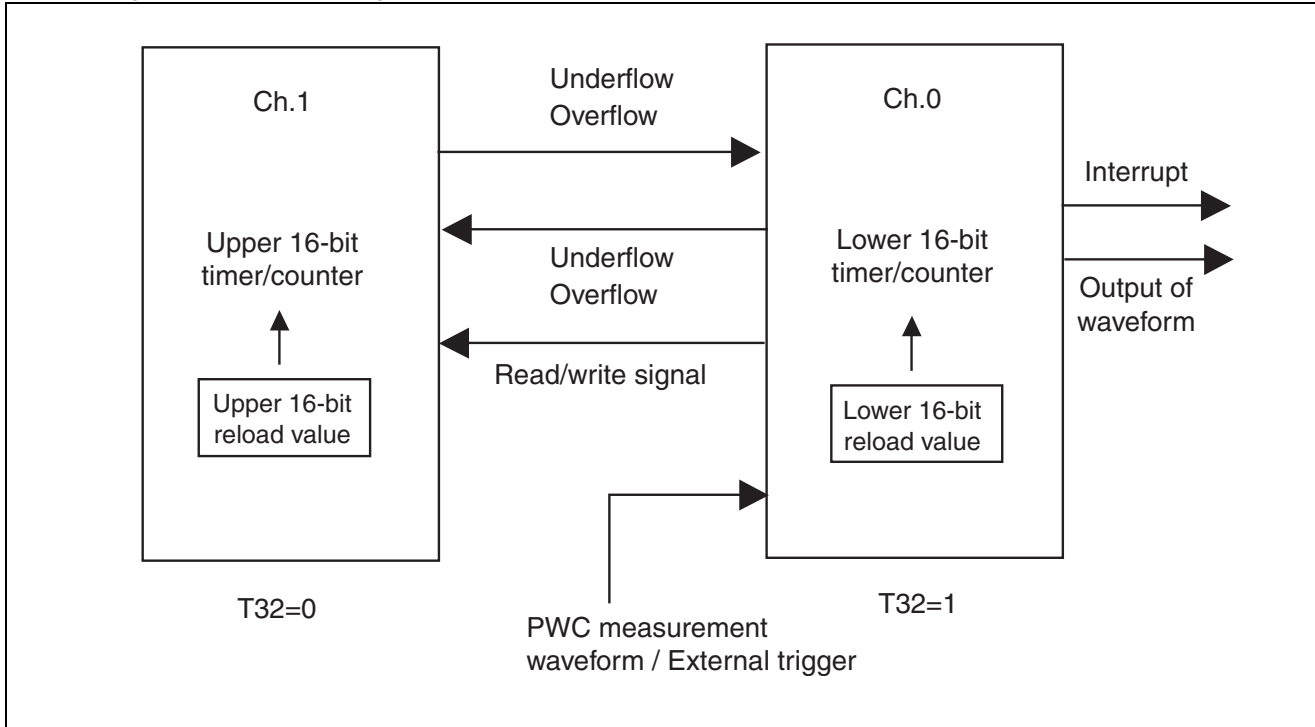 Ch.1
Underflow
Overflow
Ch.0
Interrupt
Upper 16-bit
timer/counter
Underflow
Overflow
Lower 16-bit
timer/counter
Output of
waveform
Read/write signal
Upper 16-bit
reload value
Lower 16-bit
reload value
T32=0
T32=1
PWC measurement
waveform / External trigger